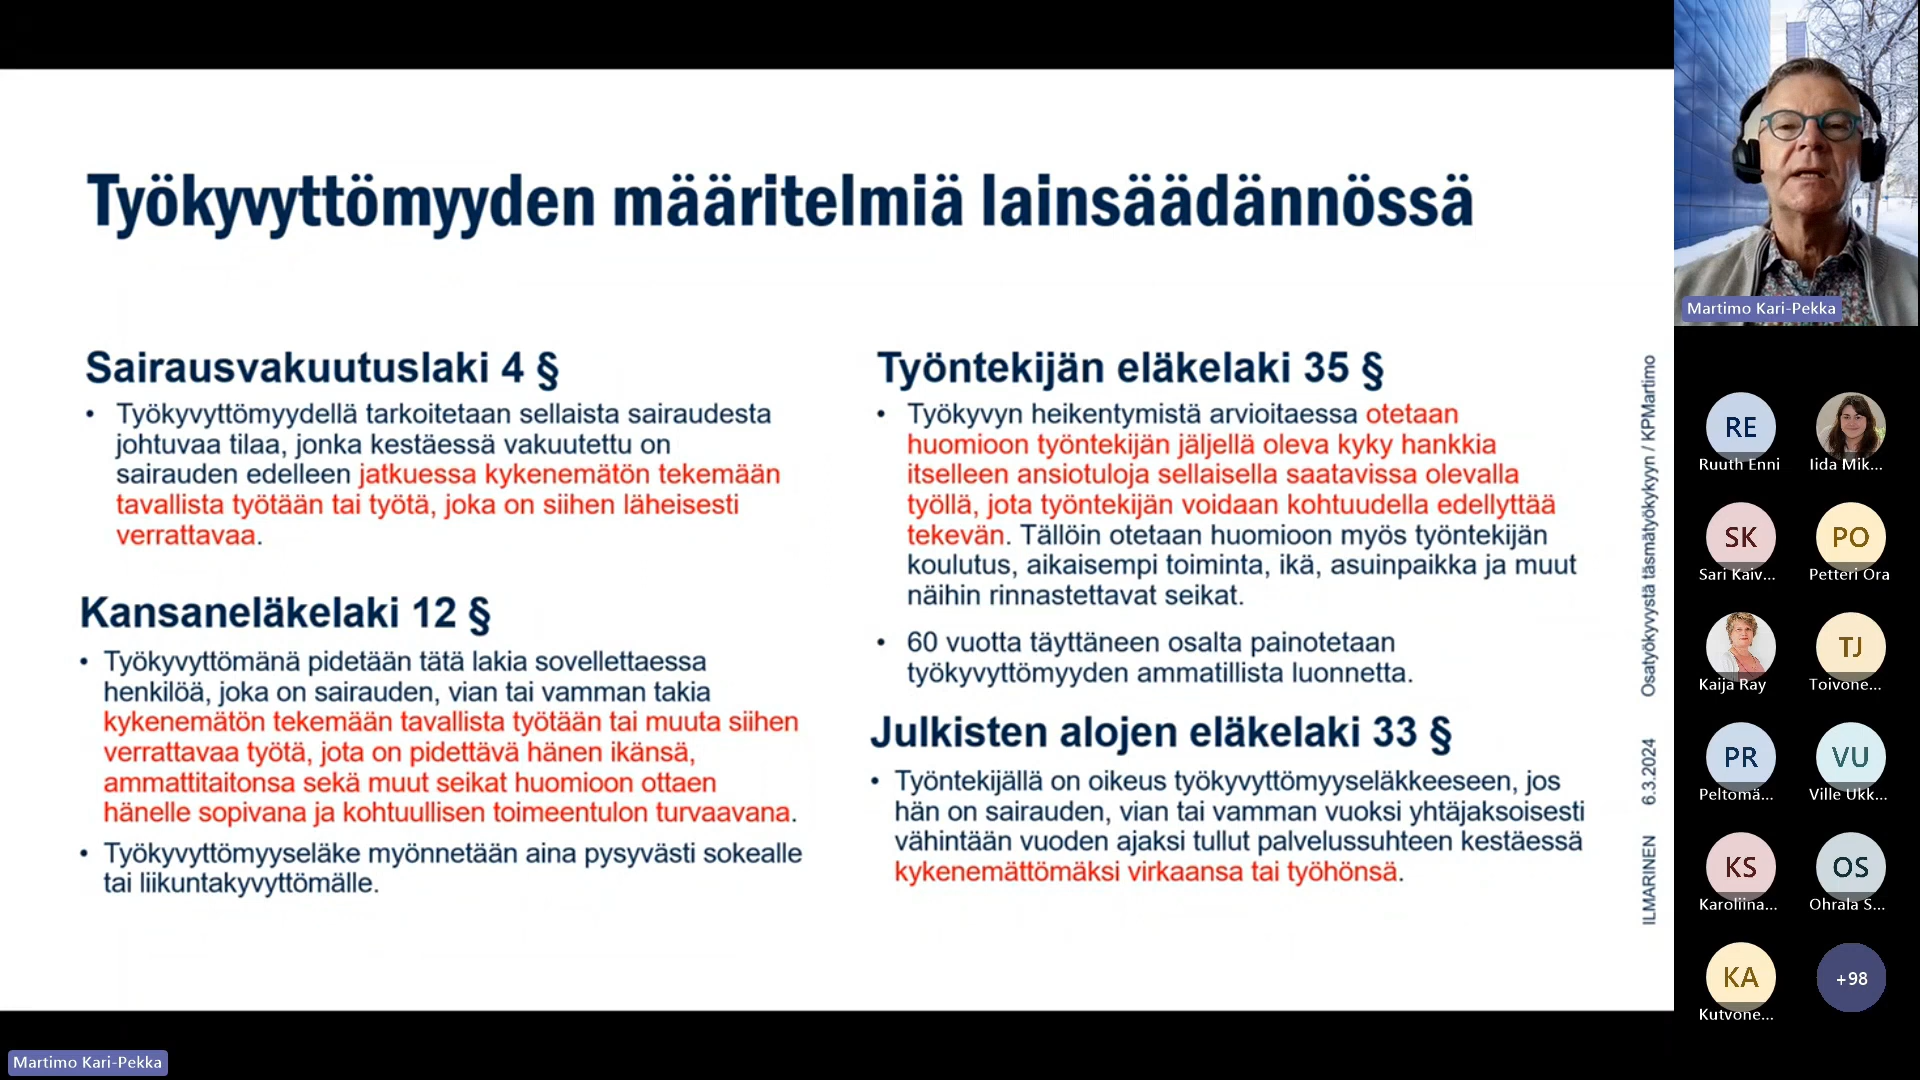 Työkyvyttömyyden määritelmiä lainsäädännössä
Sairausvakuutuslaki 4 §
• Työkyvyttömyydellä tarkoitetaan sellaista sairaudesta
johtuvaa tilaa, jonka kestäessä vakuutettu on
sairauden edelleen jatkuessa kykenemätön tekemään
tavallista työtään tai työtä, joka on siihen läheisesti
verrattavaa.
Kansaneläkelaki 12 §
• Työkyvyttömänä pidetään tätä lakia sovellettaessa
henkilöä, joka on sairauden, vian tai vamman takia
kykenemätön tekemään tavallista työtään tai muuta siihen
verrattavaa työtä, jota on pidettävä hänen ikänsä,
ammattitaitonsa sekä muut seikat huomioon ottaen
hänelle sopivana ja kohtuullisen toimeentulon turvaavana.
• Työkyvyttömyyseläke myönnetään aina pysyvästi sokealle
tai liikuntakyvyttömälle.
Työntekijän eläkelaki 35 §
• Työkyvyn heikentymistä arvioitaessa otetaan
huomioon työntekijän jäljellä oleva kyky hankkia
itselleen ansiotuloja sellaisella saatavissa olevalla
työllä, jota työntekijän voidaan kohtuudella edellyttää
tekevän. Tällöin otetaan huomioon myös työntekijän
koulutus, aikaisempi toiminta, ikä, asuinpaikka ja muut
näihin rinnastettavat seikat.
• 60 vuotta täyttäneen osalta painotetaan
työkyvyttömyyden ammatillista luonnetta.
Julkisten alojen eläkelaki 33 §
• Työntekijällä on oikeus työkyvyttömyyseläkkeeseen, jos
hän on sairauden, vian tai vamman vuoksi yhtäjaksoisesti
vähintään vuoden ajaksi tullut palvelussuhteen kestäessä
kykenemättömäksi virkaansa tai työhönsä.
ILMARINEN 6.3.2024 Osatyökyvystä täsmätyökykyyn / KPMartimo
Martimo Kari-Pekka
RE
Ruuth Enni
Iida Mik...
SK
Sari Kaiv...
PO
Petteri Ora
Kaija Ray
TJ
Toivone...
PR
Peltomä...
VU
Ville Ukk...
KS
Karoliina...
OS
Ohrala S...
KA
Kutvone...
+98
Martimo Kari-Pekka